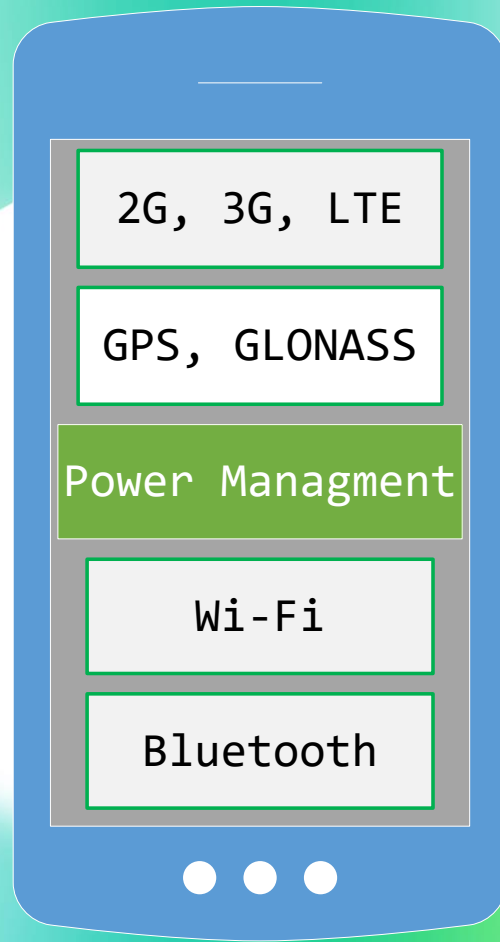 2G, 3G, LTE
GPS, GLONASS
Power Managment
Wi-Fi
Bluetooth